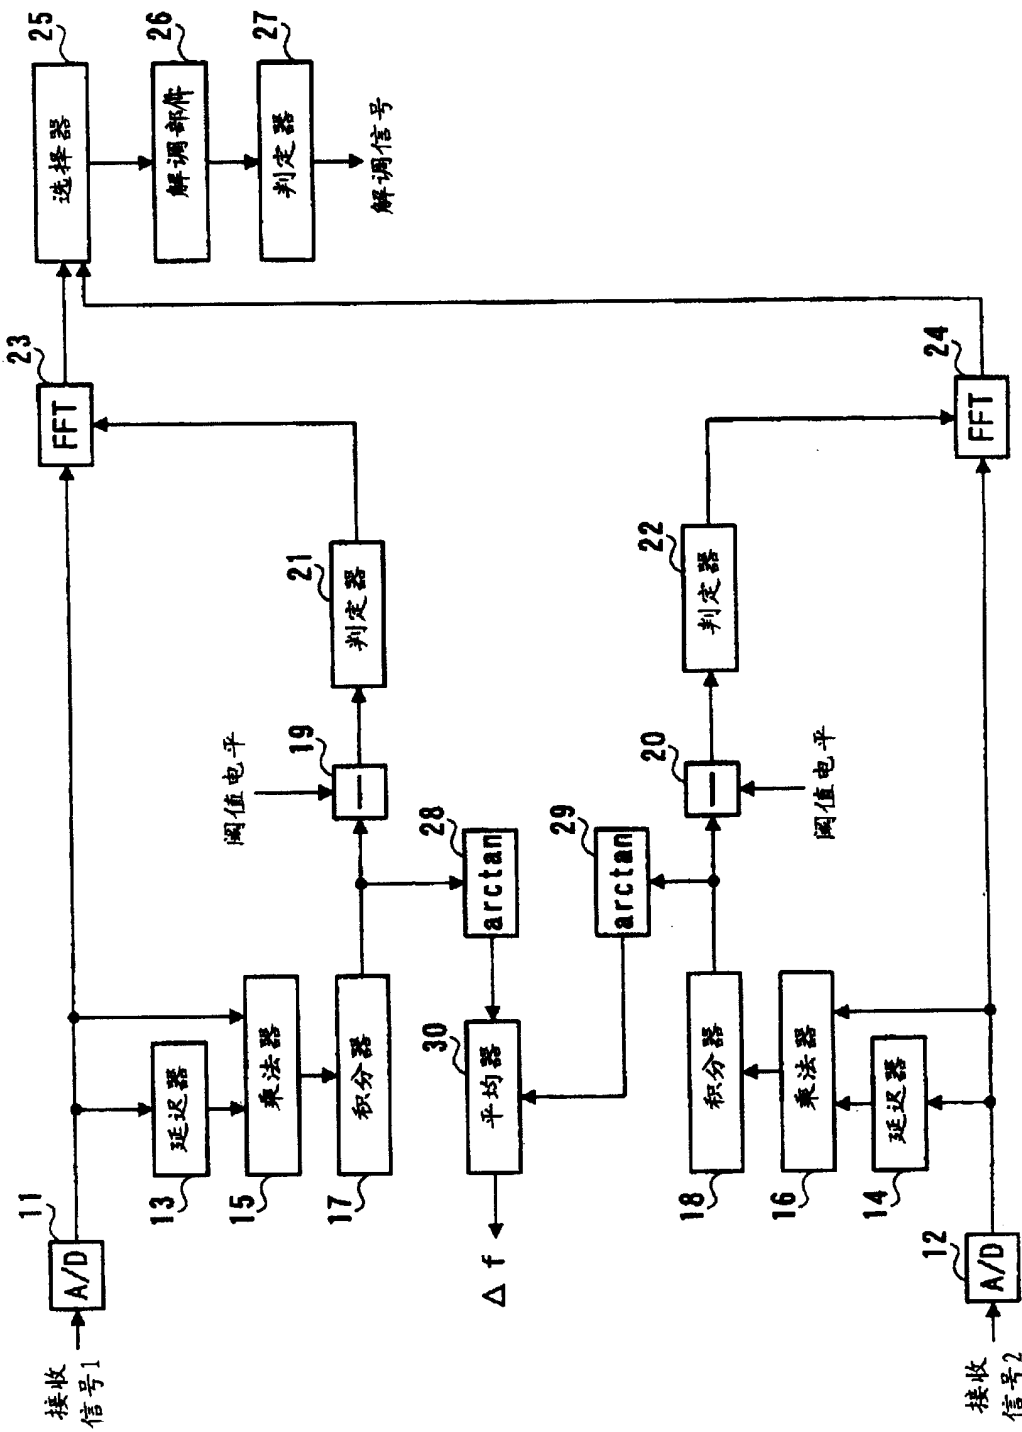 接收
信号1
11
A/D
13
延迟器
15
乘法器
17
积分器
阈值电平
19
21
判定器
23
FFT
25
选择器
26
解调部件
27
判定器
解调信号
28
arctan
29
arctan
30
平均器
Δf
阈值电平
20
22
判定器
24
FFT
18
积分器
16
乘法器
14
延迟器
12
A/D
接收
信号2